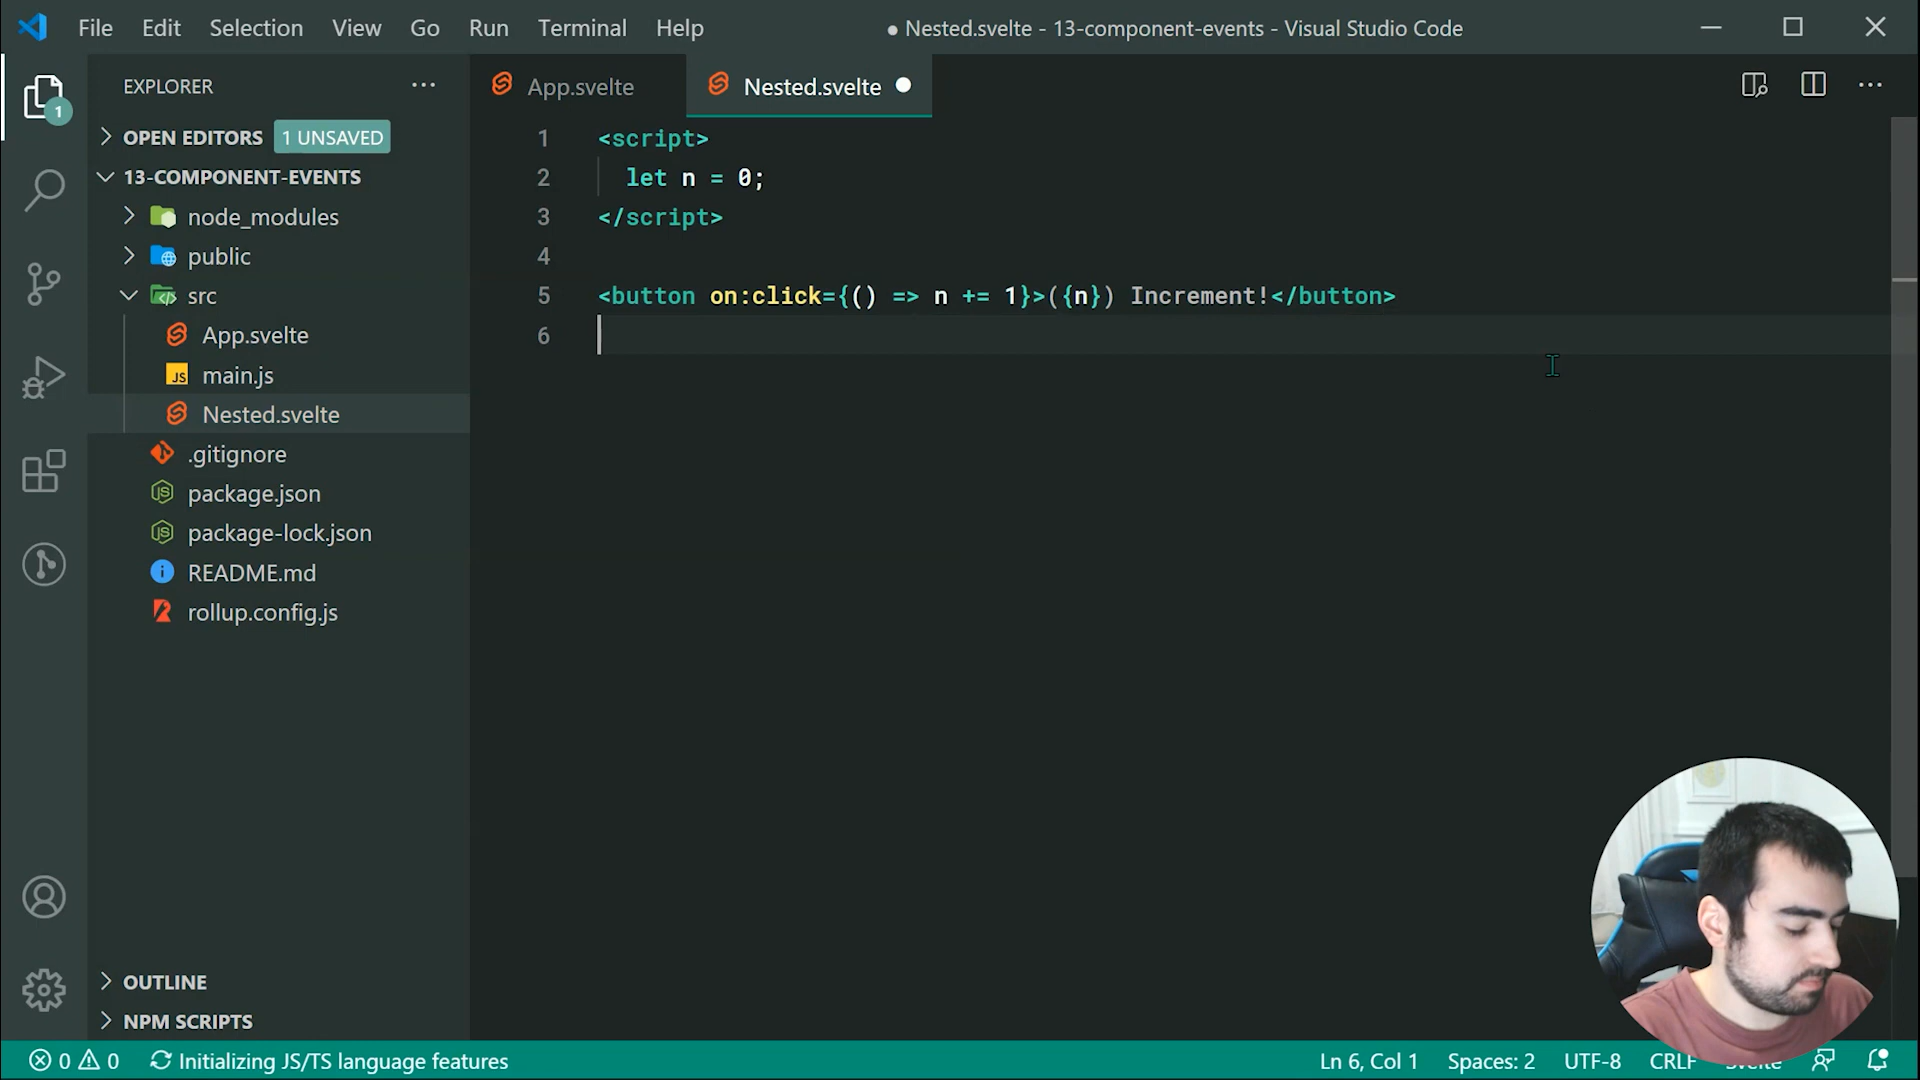 File Edit Selection View Go Run Terminal Help ● Nested.svelte - 13-component-events - Visual Studio Code
EXPLORER
1
OPEN EDITORS 1 UNSAVED
13-COMPONENT-EVENTS
node_modules
public
src
App.svelte
JS main.js
Nested.svelte
.gitignore
package.json
package-lock.json
README.md
rollup.config.js
OUTLINE
NPM SCRIPTS
App.svelte Nested.svelte
1 <script>
2 let n = 0;
3 </script>
4
5 <button on:click={() => n += 1}>({n}) Increment!</button>
6
0 0 Initializing JS/TS language features Ln 6, Col 1 Spaces: 2 UTF-8 CRLF Svelte